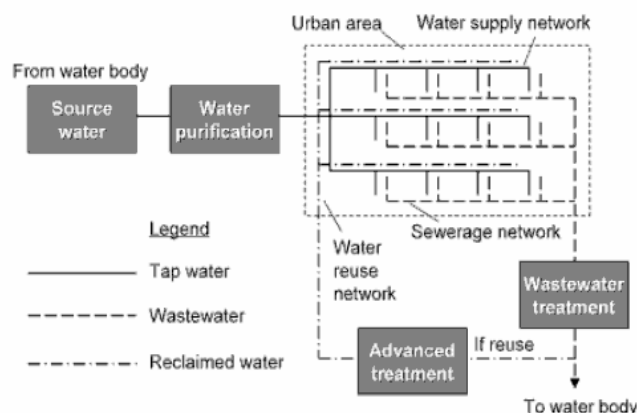 Urban area
Water supply network
From water body
Source
water
Water
purification
Sewerage network
Water
reuse
network
Legend
Tap water
Wastewater
Reclaimed water
Wastewater
treatment
Advanced
treatment
If reuse
To water body